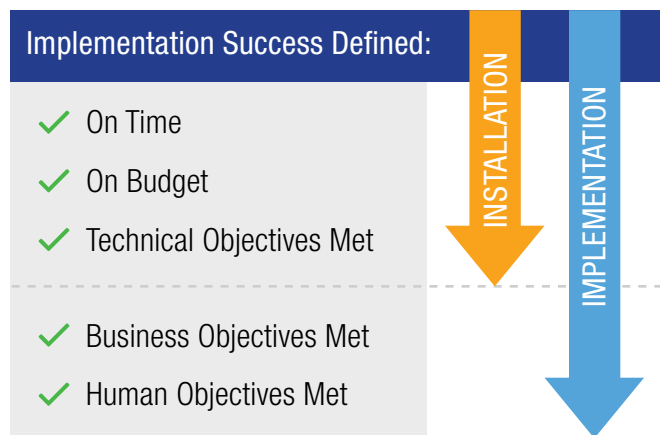 Implementation Success Defined:
On Time
On Budget
Technical Objectives Met
Business Objectives Met
Human Objectives Met
INSTALLATION
IMPLEMENTATION